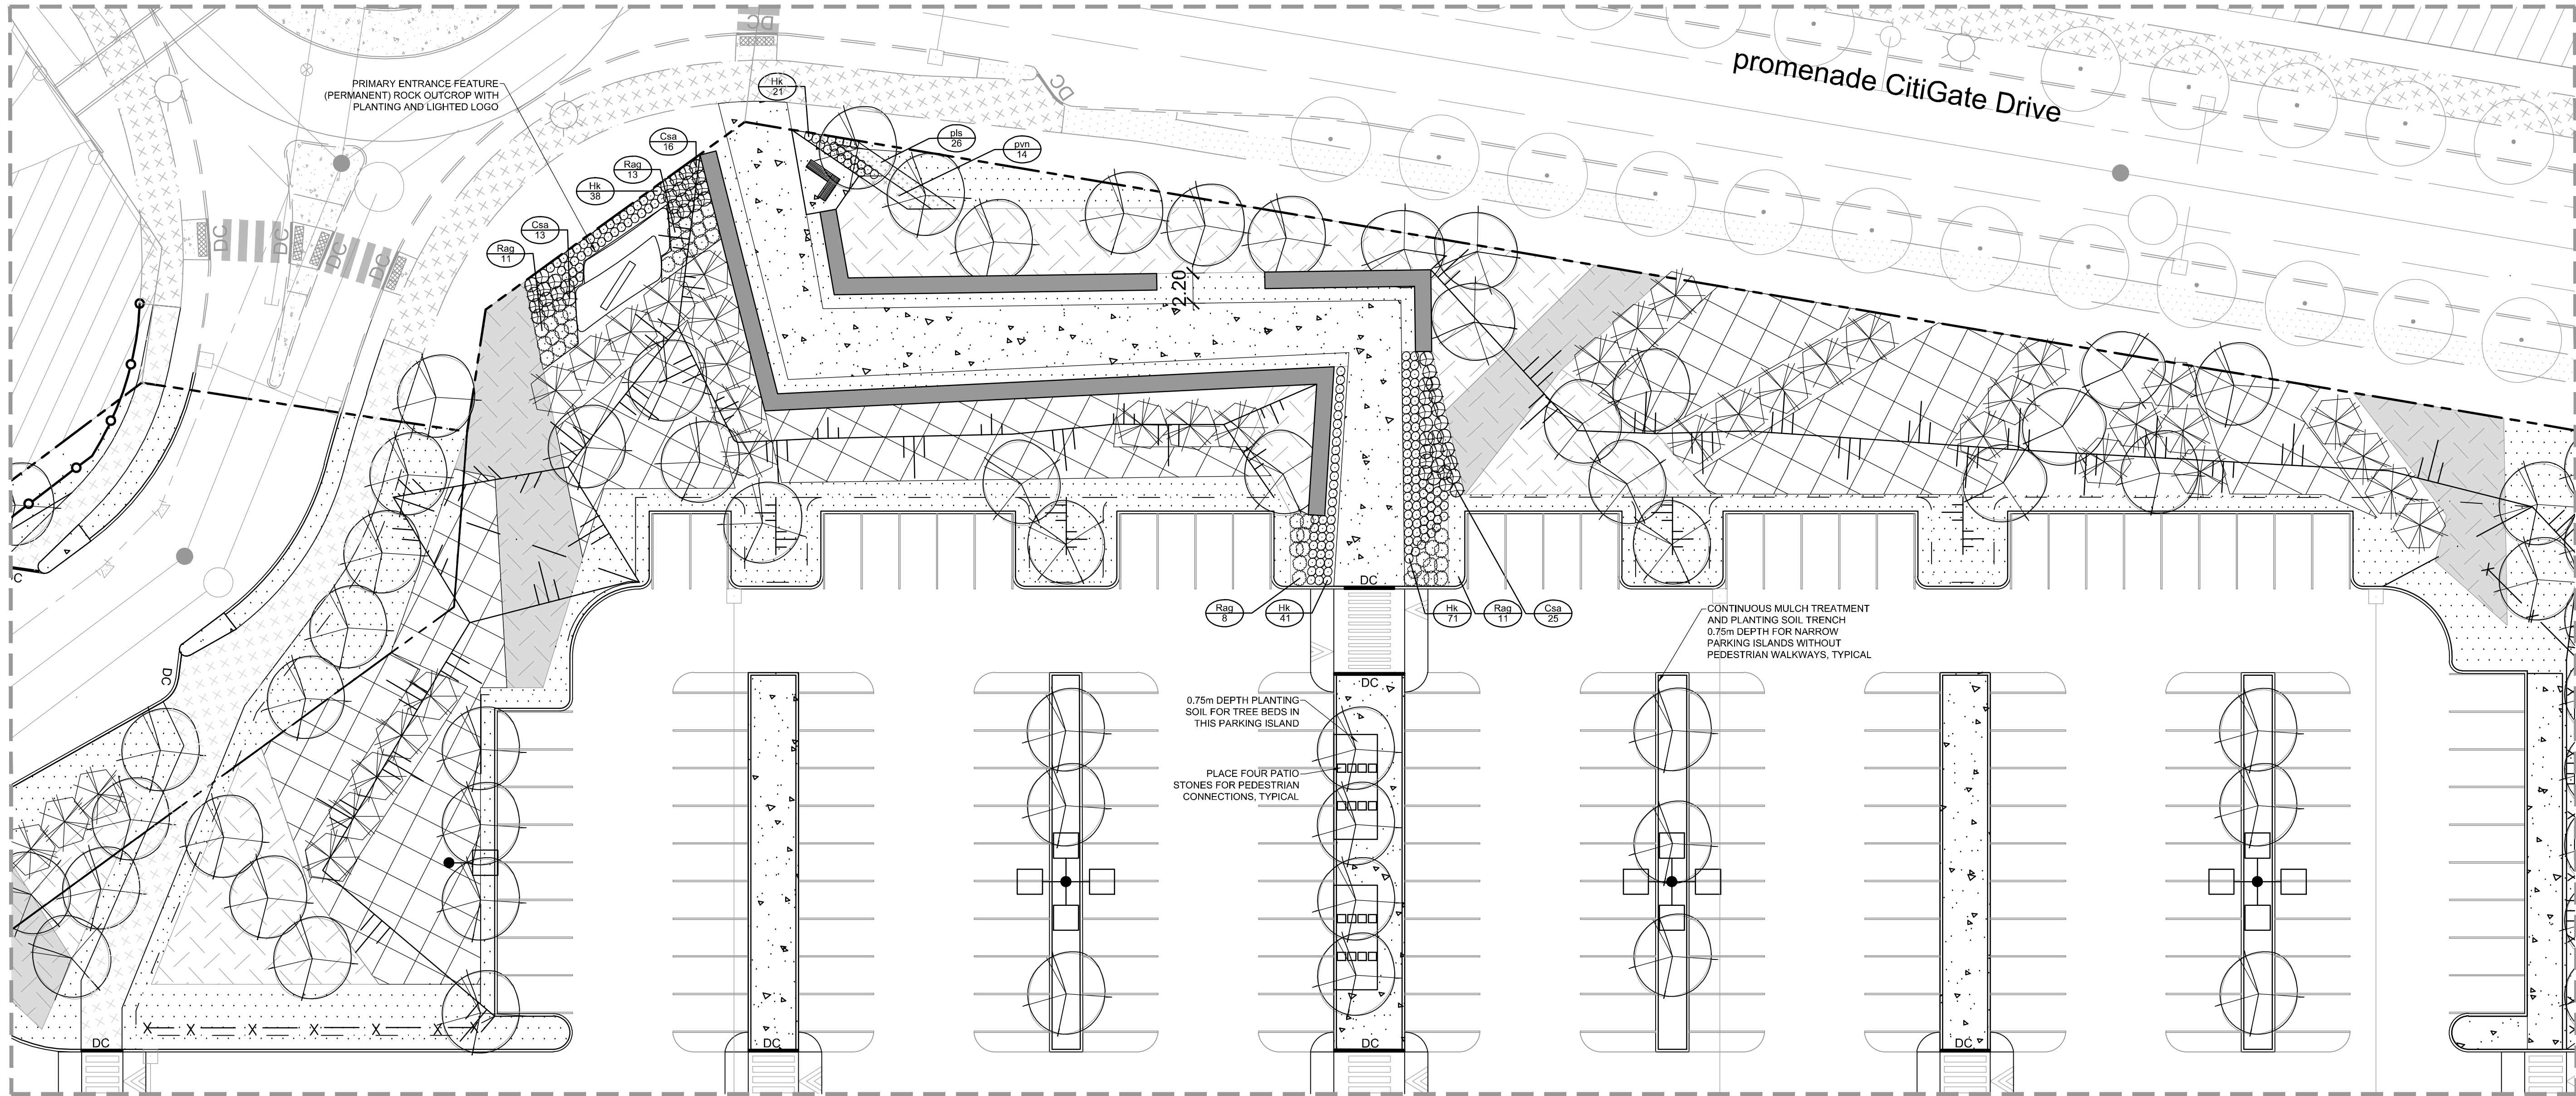 DC
promenade CitiGate Drive
PRIMARY ENTRANCE FEATURE
(PERMANENT) ROCK OUTCROP WITH
PLANTING AND LIGHTED LOGO
Hk
21
DC
Csa
16
pls
26
pvn
14
Rag
13
Hk
38
Csa
13
Rag
11
DC
DC
DC
DC
2.20
C
DC
DC
Rag
8
Hk
41
Hk
71
Rag
11
Csa
25
CONTINUOUS MULCH TREATMENT
AND PLANTING SOIL TRENCH
0.75m DEPTH FOR NARROW
PARKING ISLANDS WITHOUT
PEDESTRIAN WALKWAYS, TYPICAL
DC
0.75m DEPTH PLANTING
SOIL FOR TREE BEDS IN
THIS PARKING ISLAND
PLACE FOUR PATIO
STONES FOR PEDESTRIAN
CONNECTIONS, TYPICAL
X X X X X X
DC
DC
DC
DC